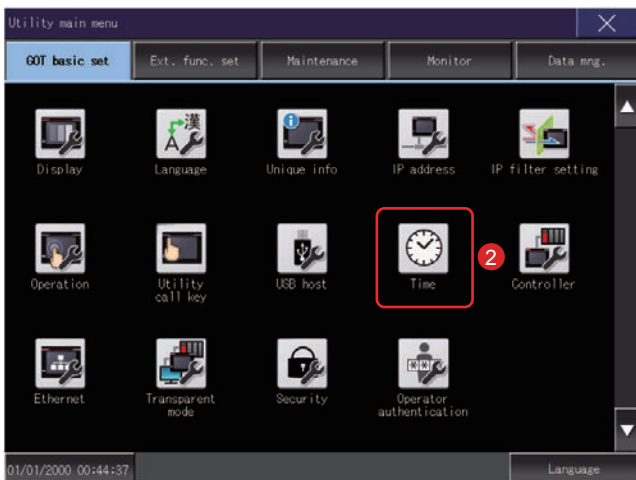 Utility main menu
GOT basic set
Ext. func. set
Maintenance
Monitor
Data mng.
漢
A
i
Display
Language
Unique info
IP address
IP filter setting
2
Operation
Utility
call key
USB host
Time
Controller
***
Ethernet
Transparent
mode
Security
Operator
authentication
01/01/2000 00:44:37
Language